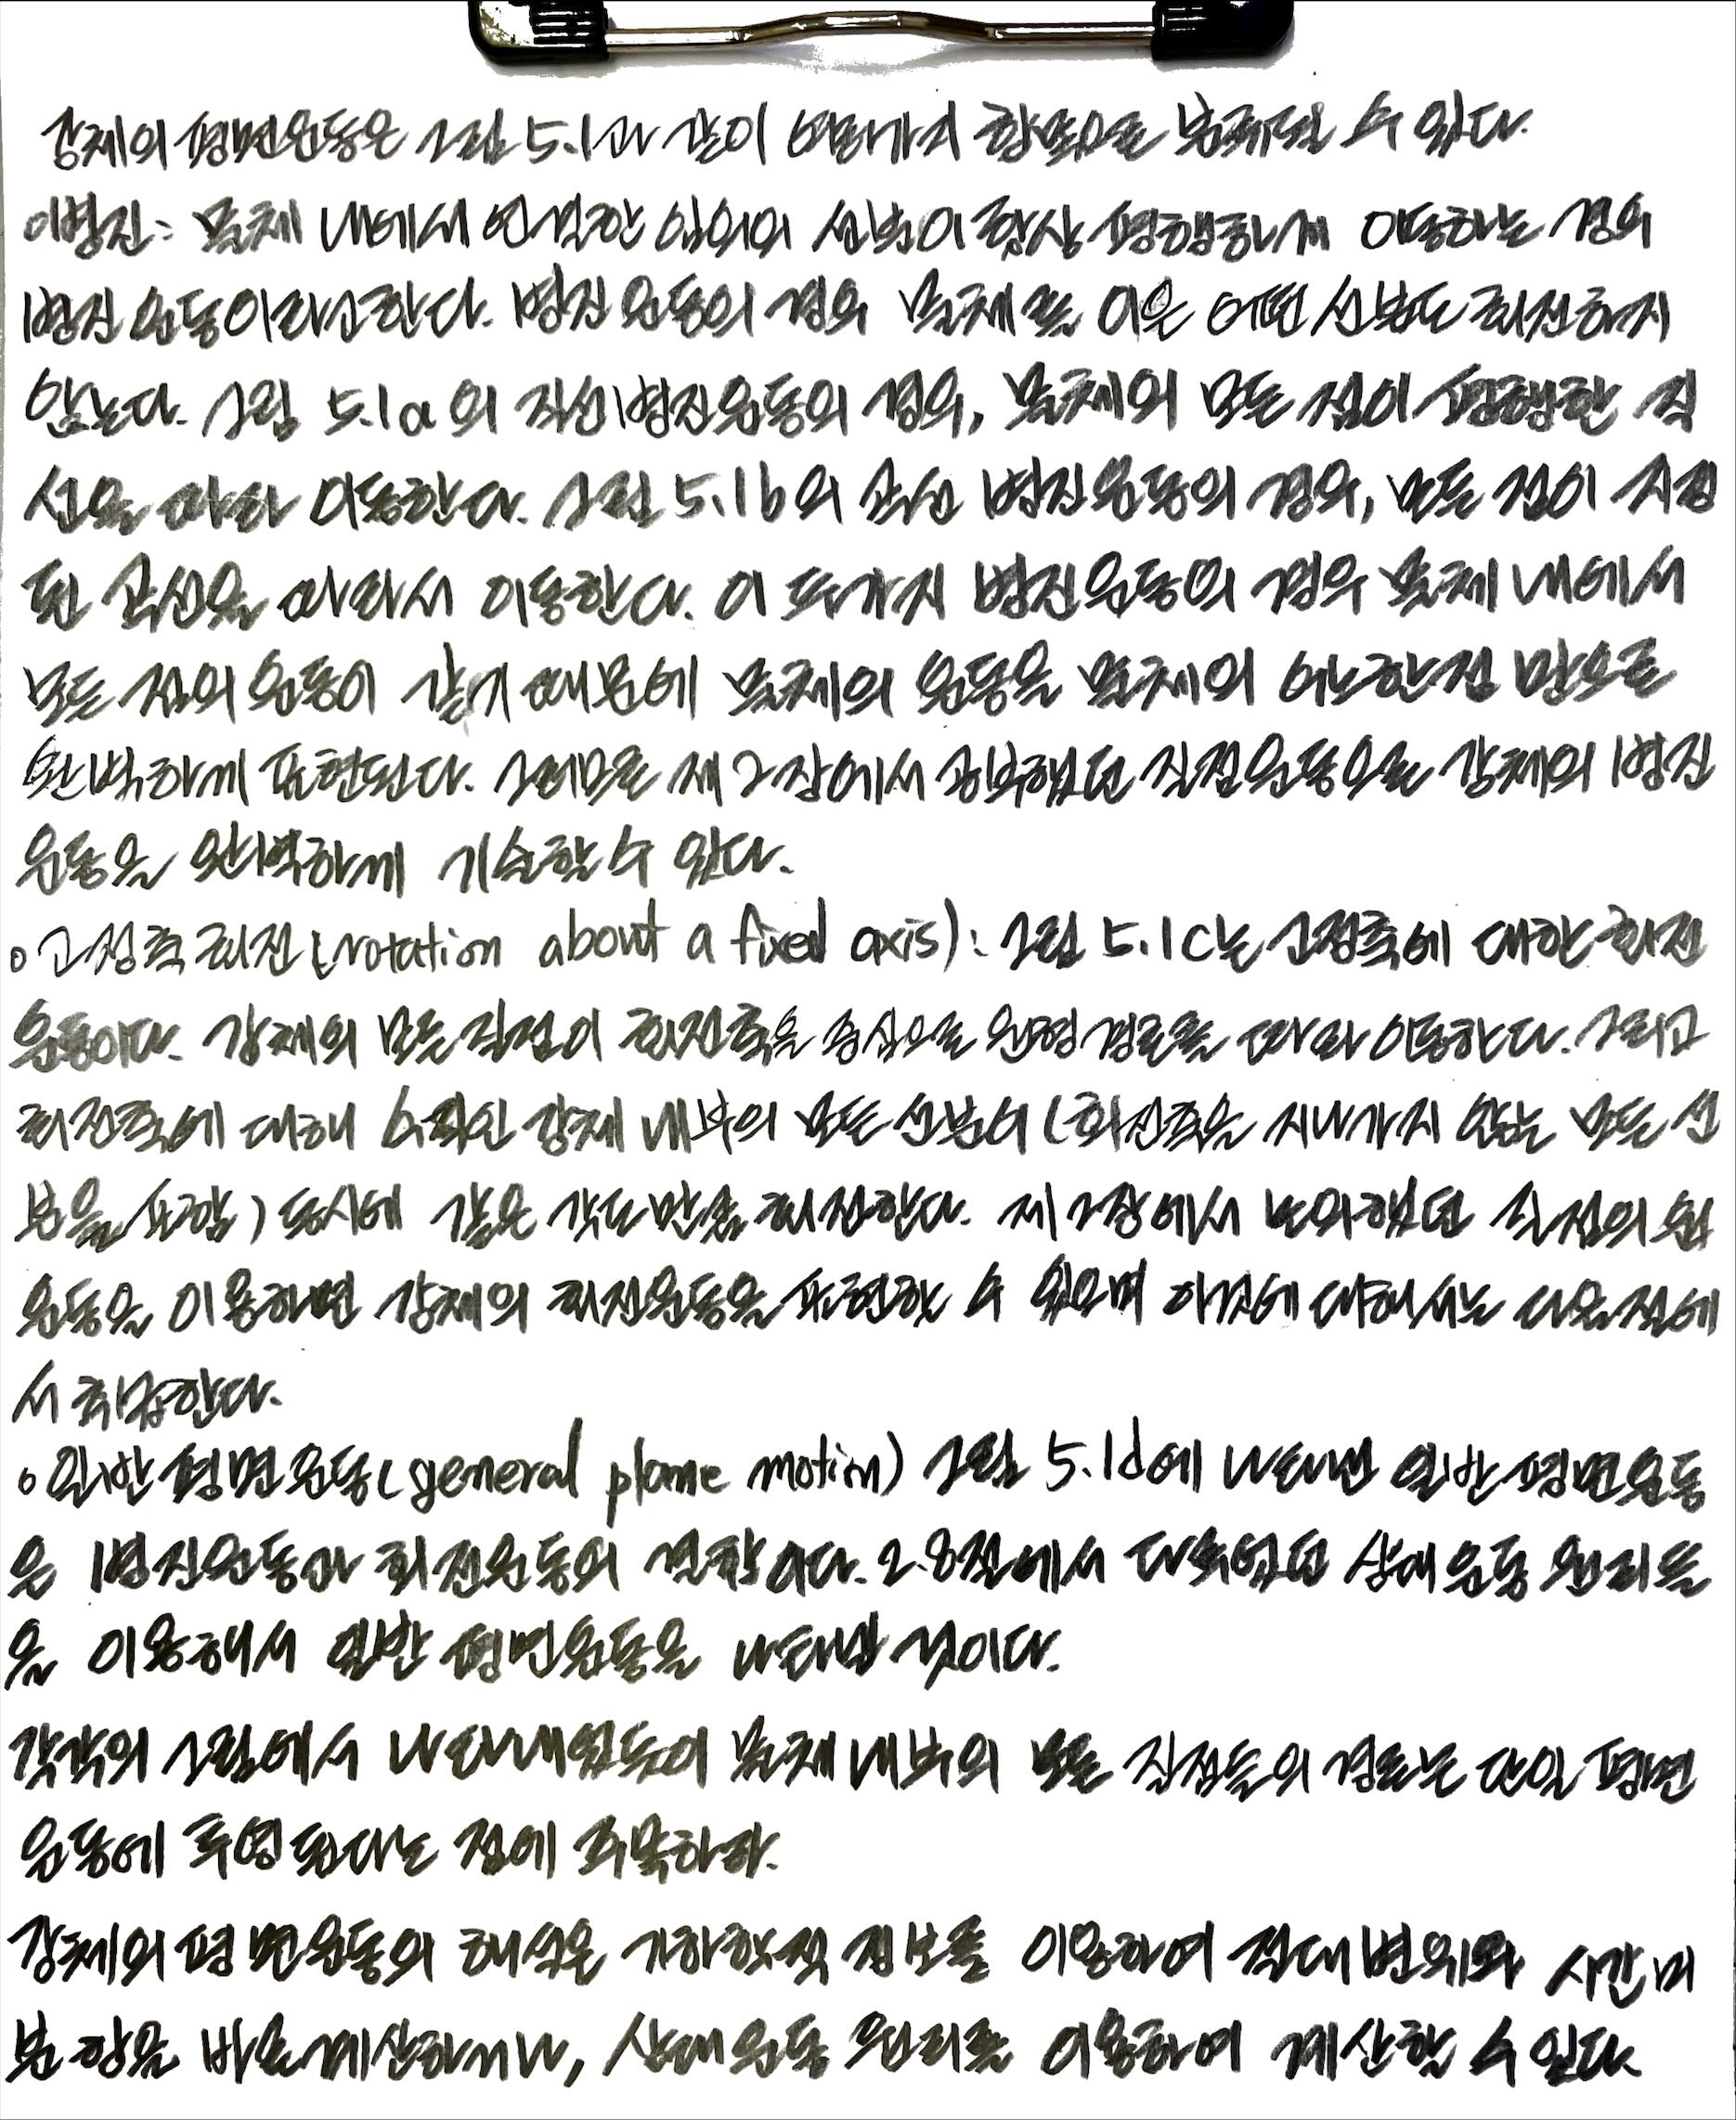 강체의 평면운동은 그림 5.1과 같이 여러가지 항목으로 분류될 수 있다.
이병진: 물체 내에서 연결한 임의의 선분이 항상 평행하게 이동하는 경우
병진 운동이라고한다. 병진 운동의 경우 물체를 이은 어떤 선분도 회전하지
않는다. 그림 5.1a의 직선병진운동의 경우, 물체의 모든 점이 평행한 직
선을 따라 이동한다. 그림 5.1b의 곡선 병진운동의 경우, 모든 점이 지정
된 곡선을 따라서 이동한다. 이 두가지 병진운동의 경우 물체 내에서
모든 점의 운동이 같기 때문에 물체의 운동을 물체의 어느한점 만으로
완벽하게 표현된다. 그러므로 제 2장에서 공부했던 질점운동으로 강체의 병진
운동을 완벽하게 기술할 수 있다.
o 고정축 회전 (rotation about a fixed axis): 그림 5.1c는 고정축에 대한 회전
운동이다. 강체의 모든 질점이 회전축을 중심으로 원형 경로를 따라 이동한다. 그리고
회전축에 대해 수직인 강체 내부의 모든 선분이 (회전축을 지나가지 않는 모든 선
분을 포함) 동시에 같은 각도만큼 회전한다. 제 2장에서 논의했던 질점의 원
운동을 이용하면 강체의 회전운동을 표현할 수 있으며 이것에 대해서는 다음절에
서 취급한다.
o 일반 평면 운동 (general plane motion) 그림 5.1d에 나타낸 일반 평면운동
은 병진운동과 회전운동의 결합이다. 2.8절에서 다뤄었던 상대운동 원리들
을 이용해서 일반 평면운동을 나타낸 것이다.
각각의 그림에서 나타내었듯이 물체 내부의 모든 질점들의 경로는 단일 평면
운동에 투영된다는 점에 주목하라.
강체의 평면운동의 해석은 기하학적 정보를 이용하여 절대 변위와 시간미
분 항을 바로 계산하거나, 상대운동 원리를 이용하여 계산할 수 있다.